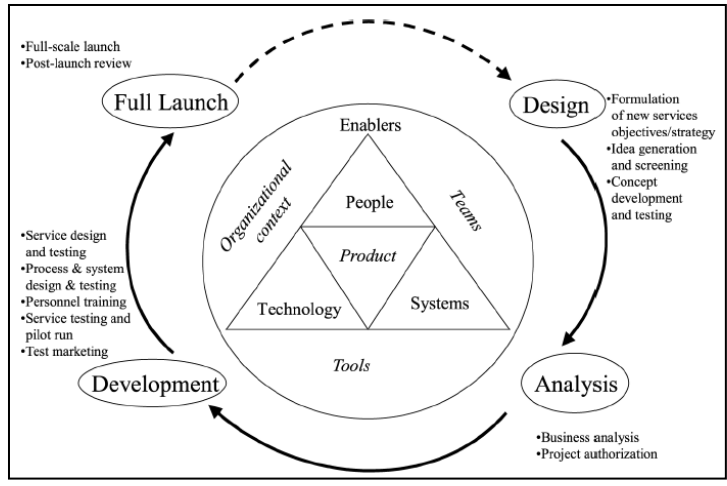 •Full-scale launch
•Post-launch review
Full Launch
Design
•Formulation
of new services
objectives/strategy
•Idea generation
and screening
•Concept
development
and testing
Enablers
Organizational
context
Teams
People
Product
Technology
Systems
Tools
•Service design
and testing
•Process & system
design & testing
•Personnel training
•Service testing and
pilot run
•Test marketing
Development
Analysis
•Business analysis
•Project authorization